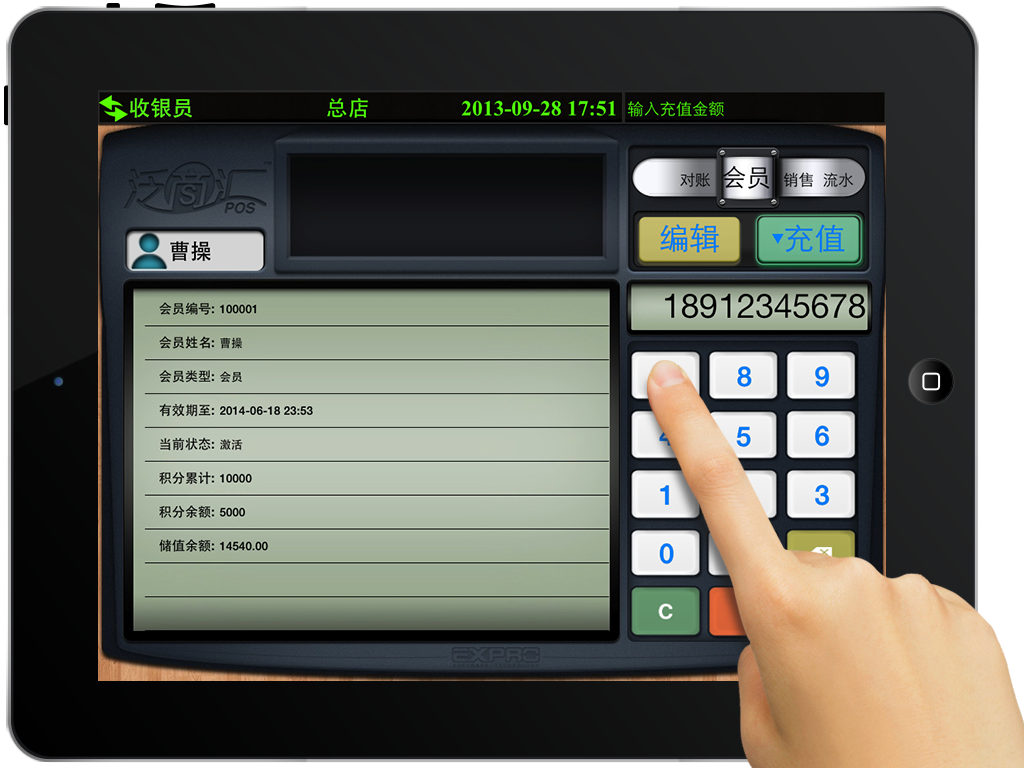 收银员 总店 2013-09-28 17:51 输入充值金额
泛商汇
POS
对账 会员 销售 流水
编辑 充值
曹操
18912345678
会员编号: 100001
会员姓名: 曹操
会员类型: 会员
有效期至: 2014-06-18 23:53
当前状态: 激活
积分累计: 10000
积分余额: 5000
储值余额: 14540.00
8 9
4 5 6
1 3
0
C
EXPRO